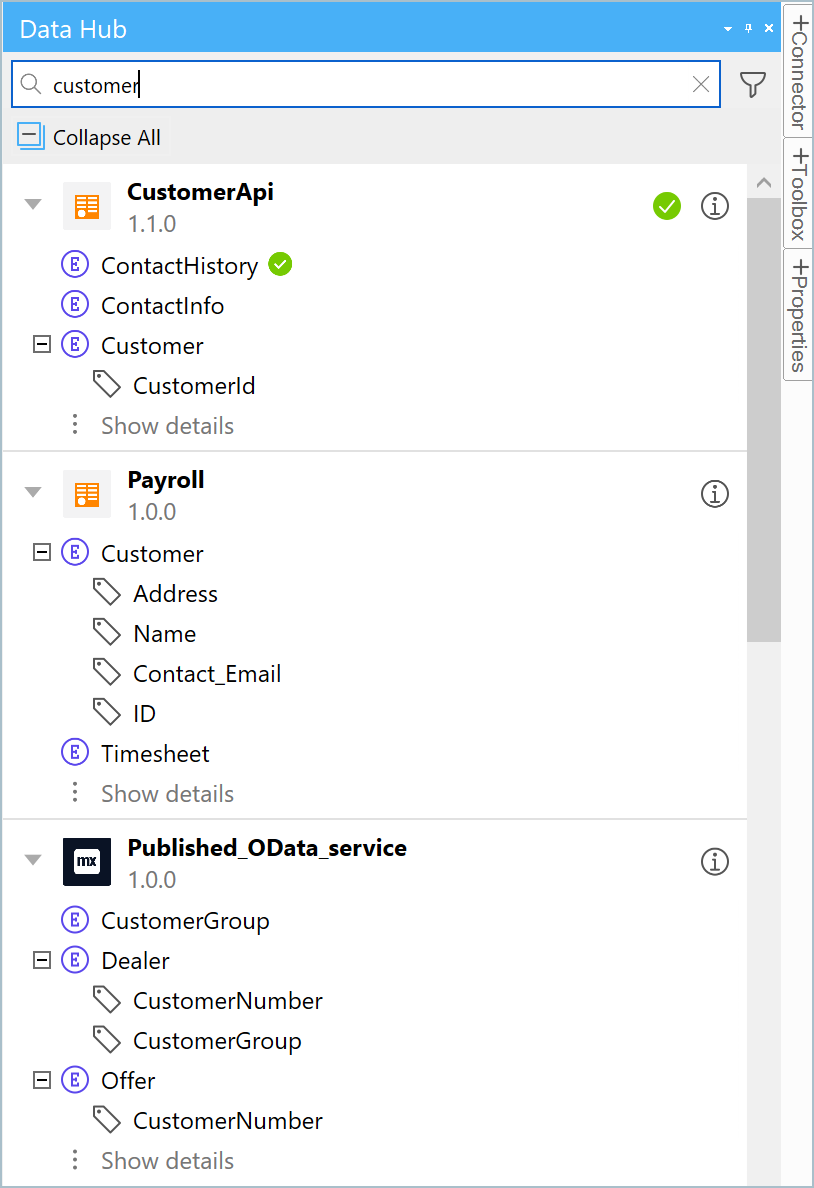 Data Hub
customer
Collapse All
CustomerApi
1.1.0
E ContactHistory
E ContactInfo
E Customer
CustomerId
Show details
Payroll
1.0.0
E Customer
Address
Name
Contact_Email
ID
E Timesheet
Show details
mx Published_OData_service
1.0.0
E CustomerGroup
E Dealer
CustomerNumber
CustomerGroup
E Offer
CustomerNumber
Show details
+Connector
+Toolbox
+Properties